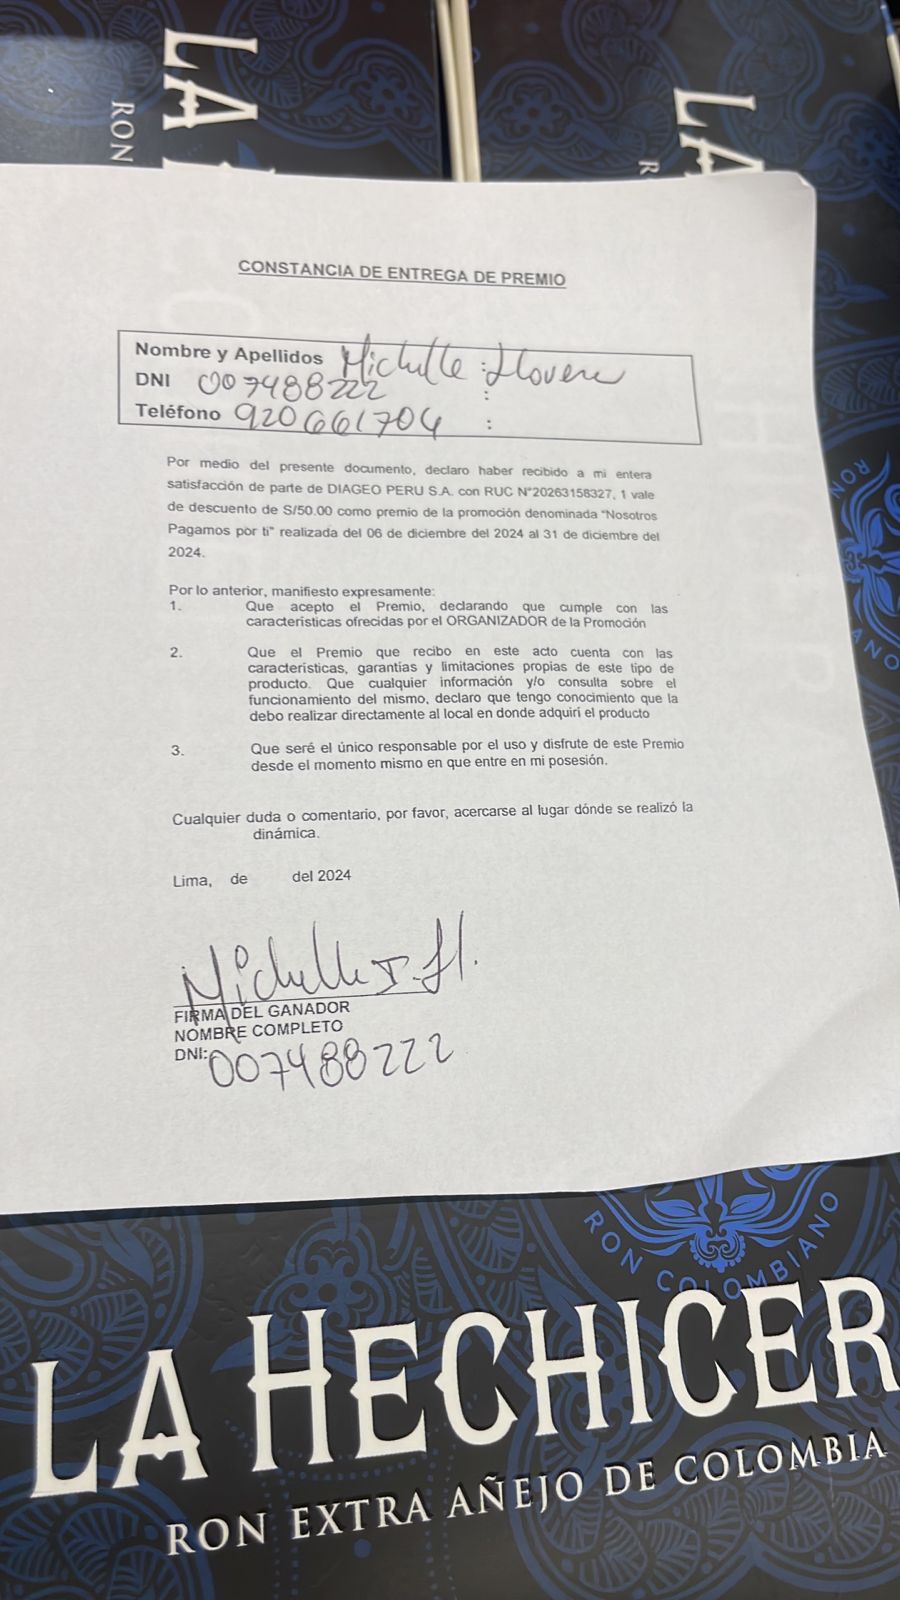 LA
RON
LA
R
CONSTANCIA DE ENTREGA DE PREMIO
Nombre y Apellidos Michelle :
DNI 007488222 :
Teléfono 920661704 :
Por medio del presente documento, declaro haber recibido a mi entera
satisfacción de parte de DIAGEO PERU S.A. con RUC N°20263158327, 1 vale
de descuento de S/50.00 como premio de la promoción denominada "Nosotros
Pagamos por ti" realizada del 06 de diciembre del 2024 al 31 de diciembre del
2024.
Por lo anterior, manifiesto expresamente:
1. Que acepto el Premio, declarando que cumple con las
características ofrecidas por el ORGANIZADOR de la Promoción
2. Que el Premio que recibo en este acto cuenta con las
características, garantías y limitaciones propias de este tipo de
producto. Que cualquier información y/o consulta sobre el
funcionamiento del mismo, declaro que tengo conocimiento que la
debo realizar directamente al local en donde adquirí el producto
3. Que seré el único responsable por el uso y disfrute de este Premio
desde el momento mismo en que entre en mi posesión.
Cualquier duda o comentario, por favor, acercarse al lugar dónde se realizó la
dinámica.
Lima, de del 2024
Michelle
FIRMA DEL GANADOR
NOMBRE COMPLETO
DNI: 007488222
RON
ANO
RON COLOMBIANO
LA HECHICER
RON EXTRA AÑEJO DE COLOMBIA